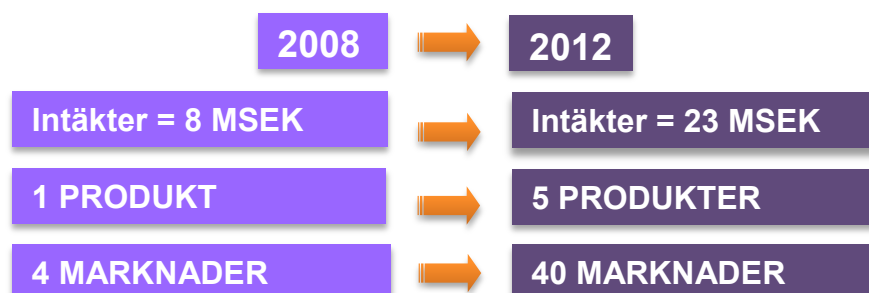 2008 2012
Intäkter = 8 MSEK Intäkter = 23 MSEK
1 PRODUKT 5 PRODUKTER
4 MARKNADER 40 MARKNADER